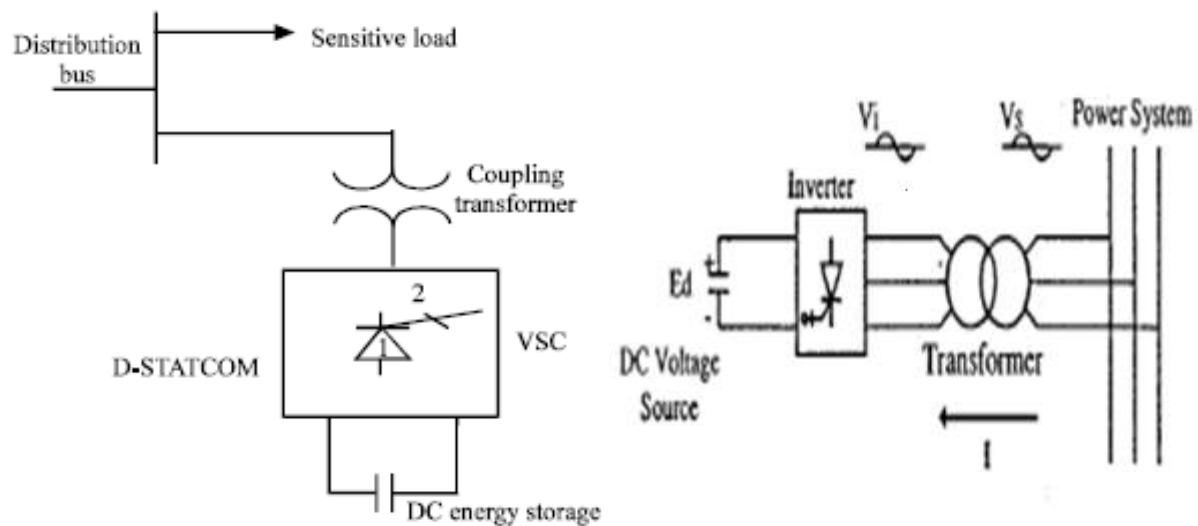 Distribution
bus
Sensitive load
Coupling
transformer
2
1
VSC
D-STATCOM
DC energy storage
Vi
Vs
Power System
Inverter
+
Ed
-
DC Voltage
Source
Transformer
I